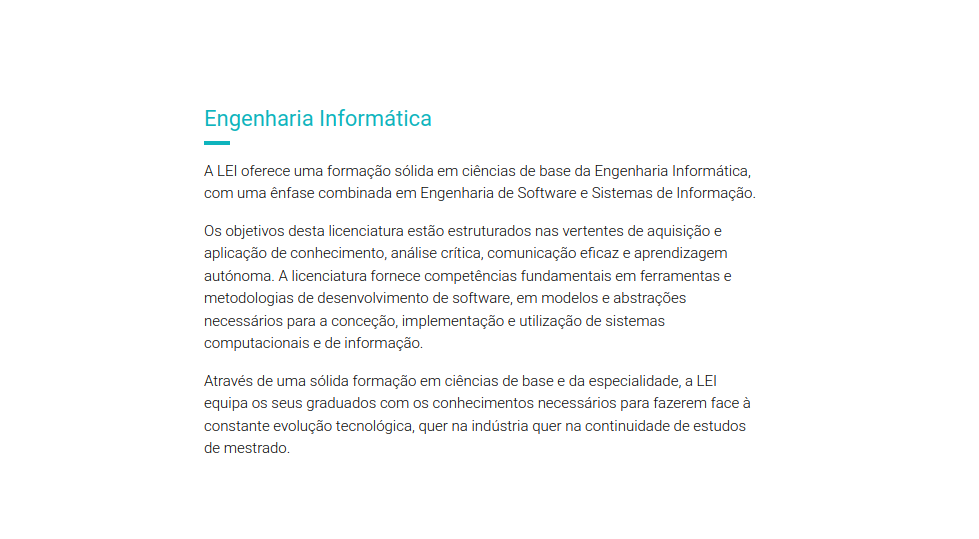 Engenharia Informática
A LEI oferece uma formação sólida em ciências de base da Engenharia Informática,
com uma ênfase combinada em Engenharia de Software e Sistemas de Informação.
Os objetivos desta licenciatura estão estruturados nas vertentes de aquisição e
aplicação de conhecimento, análise crítica, comunicação eficaz e aprendizagem
autónoma. A licenciatura fornece competências fundamentais em ferramentas e
metodologias de desenvolvimento de software, em modelos e abstrações
necessários para a conceção, implementação e utilização de sistemas
computacionais e de informação.
Através de uma sólida formação em ciências de base e da especialidade, a LEI
equipa os seus graduados com os conhecimentos necessários para fazerem face à
constante evolução tecnológica, quer na indústria quer na continuidade de estudos
de mestrado.